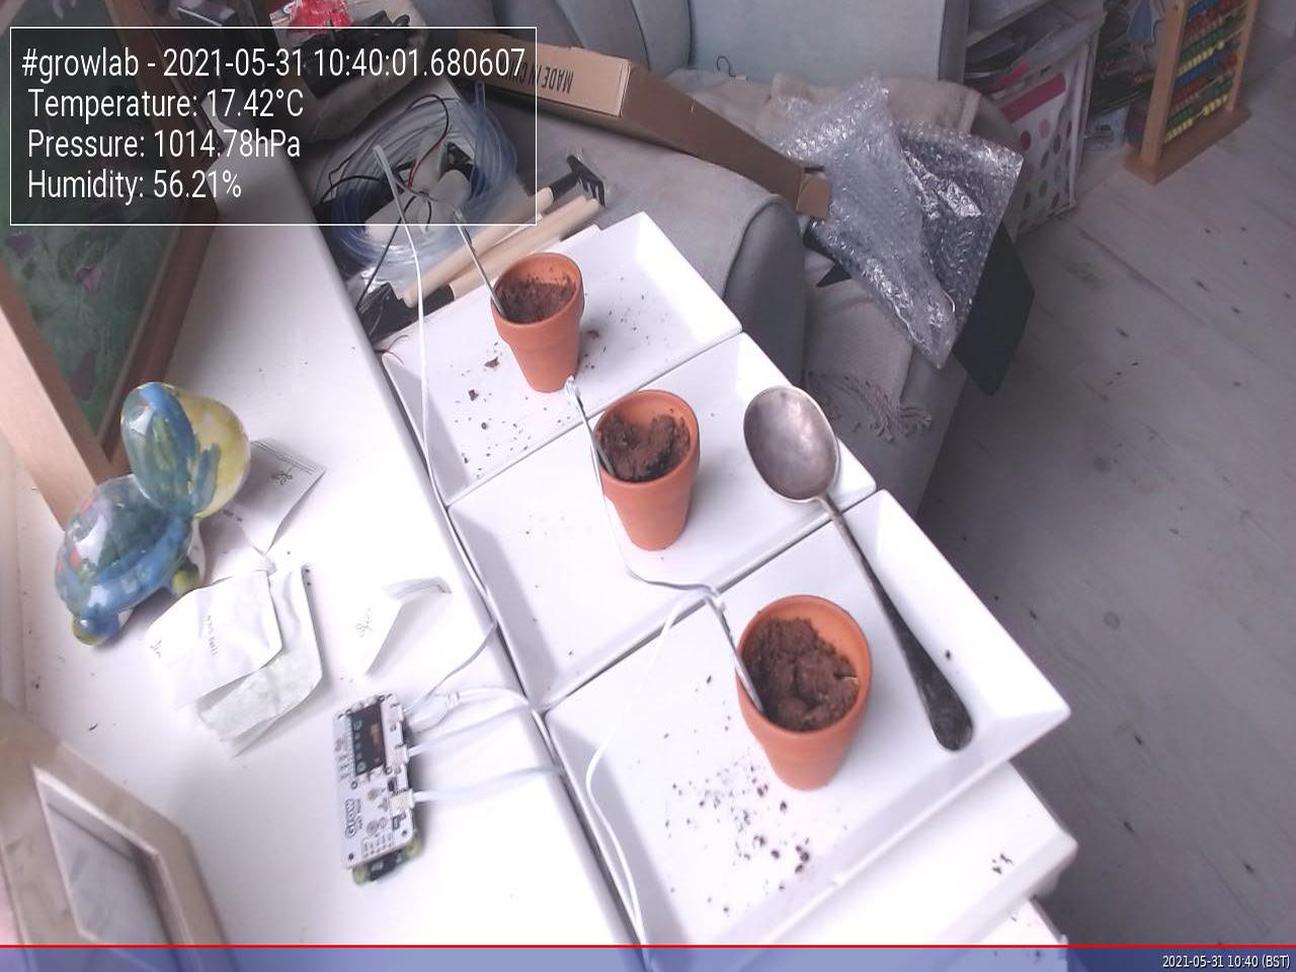 #growlab - 2021-05-31 10:40:01.680607
Temperature: 17.42°C
Pressure: 1014.78hPa
Humidity: 56.21%
MADE IN
Grow
2021-05-31 10:40 (BST)